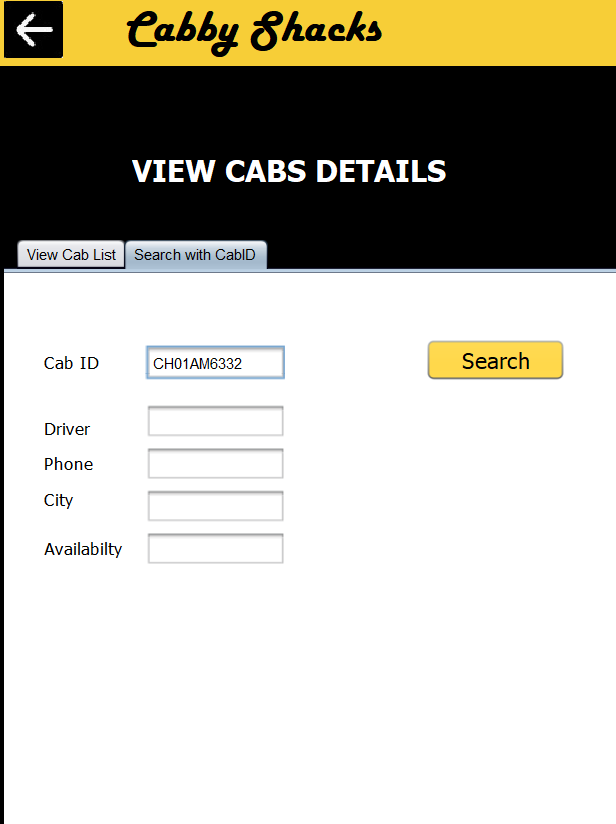 Cabby Shacks
VIEW CABS DETAILS
View Cab List Search with CabID
Cab ID CH01AM6332 Search
Driver
Phone
City
Availabilty